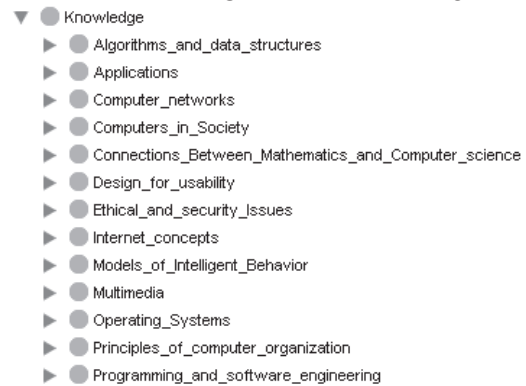 Knowledge
Algorithms_and_data_structures
Applications
Computer_networks
Computers_in_Society
Connections_Between_Mathematics_and_Computer_science
Design_for_usability
Ethical_and_security_Issues
Internet_concepts
Models_of_Intelligent_Behavior
Multimedia
Operating_Systems
Principles_of_computer_organization
Programming_and_software_engineering